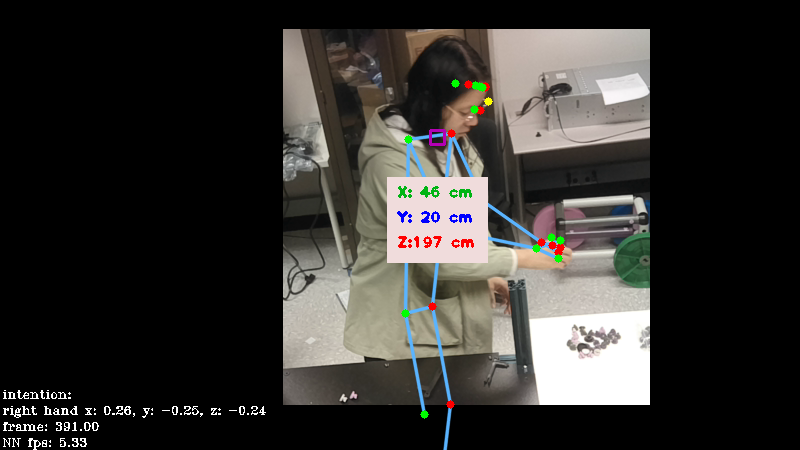 X: 46 cm
Y: 20 cm
Z:197 cm
intention:
right hand x: 0.26, y: -0.25, z: -0.24
frame: 391.00
NN fps: 5.33